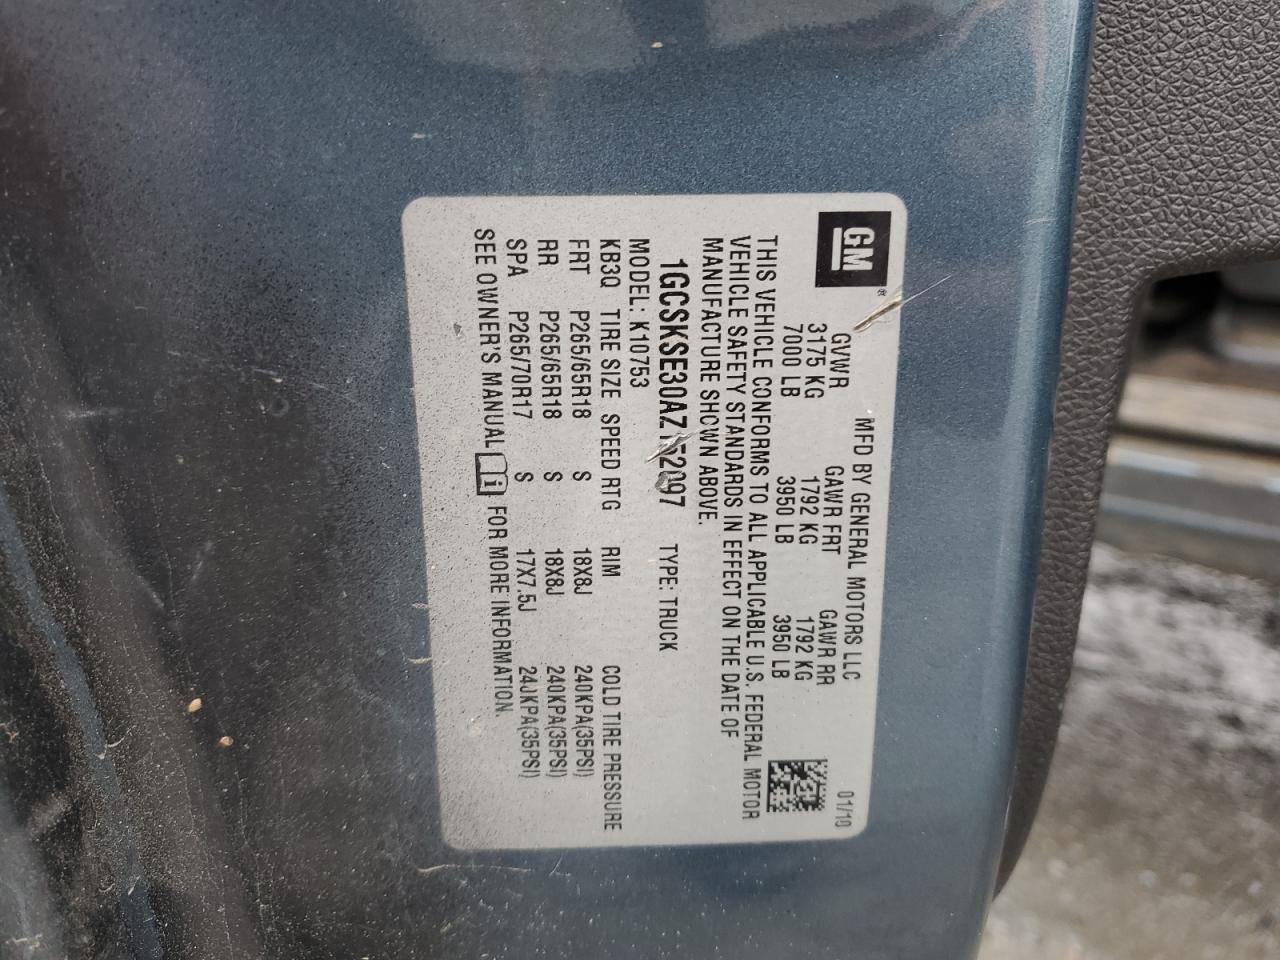 GM
MFD BY GENERAL MOTORS LLC 01/10
GVWR GAWR FRT GAWR RR
3175 KG 1792 KG 1792 KG
7000 LB 3950 LB 3950 LB
THIS VEHICLE CONFORMS TO ALL APPLICABLE U.S. FEDERAL MOTOR
VEHICLE SAFETY STANDARDS IN EFFECT ON THE DATE OF
MANUFACTURE SHOWN ABOVE.
TYPE: TRUCK
MODEL: K10753
KB3Q TIRE SIZE SPEED RTG RIM COLD TIRE PRESSURE
FRT P265/65R18 S 18X8J 240KPA(35PSI)
RR P265/65R18 S 18X8J 240KPA(35PSI)
SPA P265/70R17 S 17X7.5J 240KPA(35PSI)
SEE OWNER'S MANUAL FOR MORE INFORMATION.